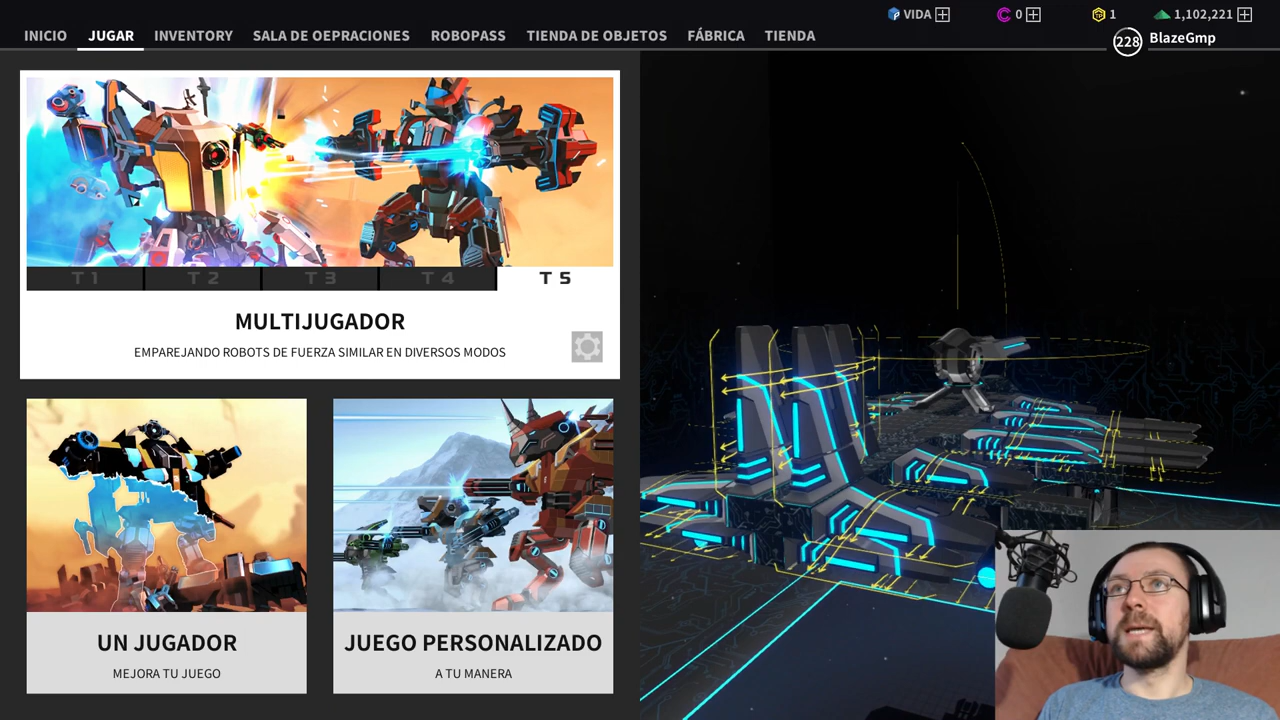 VIDA 0 1 1,102,221
INICIO JUGAR INVENTORY SALA DE OEPRACIONES ROBOPASS TIENDA DE OBJETOS FÁBRICA TIENDA
228 BlazeGmp
T1 T2 T3 T4 T5
MULTIJUGADOR
EMPAREJANDO ROBOTS DE FUERZA SIMILAR EN DIVERSOS MODOS
UN JUGADOR
MEJORA TU JUEGO
JUEGO PERSONALIZADO
A TU MANERA